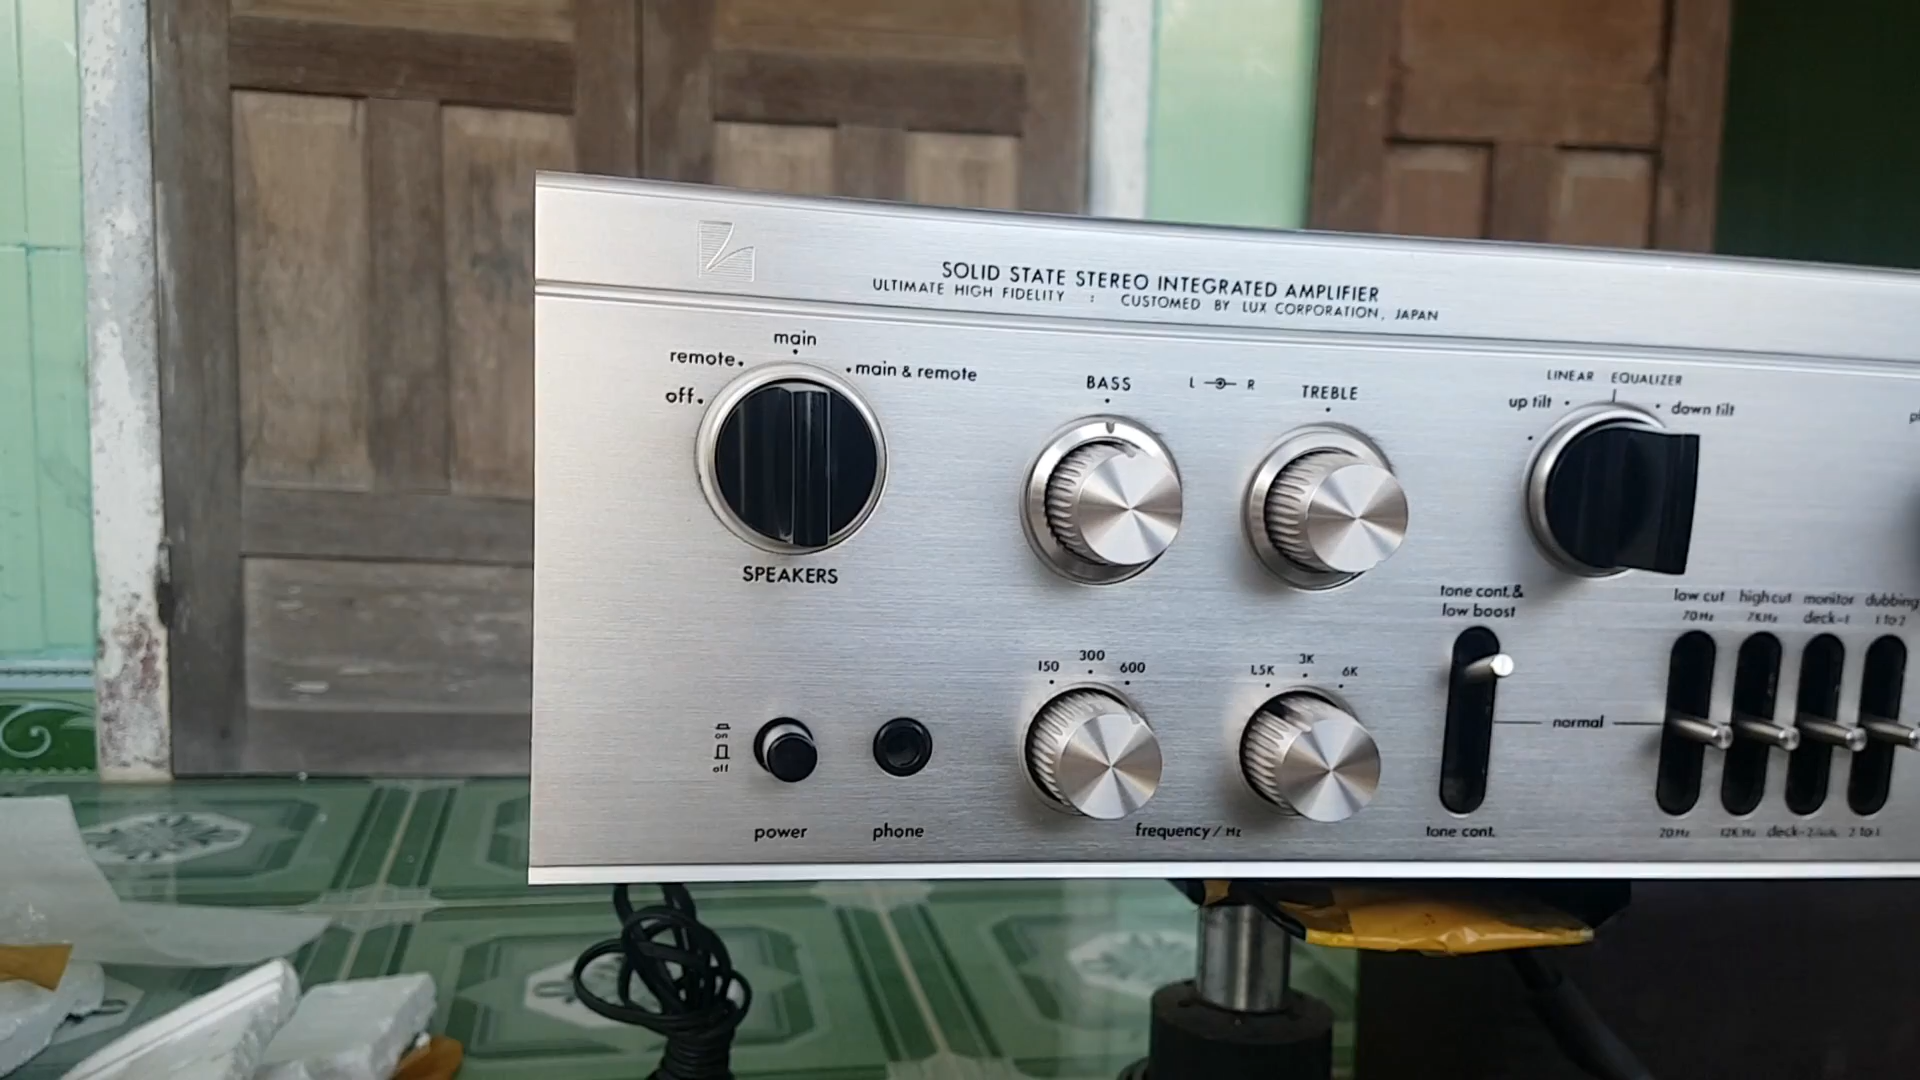 SOLID STATE STEREO INTEGRATED AMPLIFIER
ULTIMATE HIGH FIDELITY : CUSTOMED BY LUX CORPORATION, JAPAN
main
remote
main & remote
off
SPEAKERS
BASS
L R
TREBLE
LINEAR EQUALIZER
up tilt
down tilt
tone cont. &
low boost
low cut
70Hz
high cut
7KHz
monitor
deck-1
dubbing
1 to 2
150
300
600
1.5K
3K
6K
normal
on
off
power
phone
frequency / Hz
tone cont.
20Hz
12KHz
deck-2
2 to 1